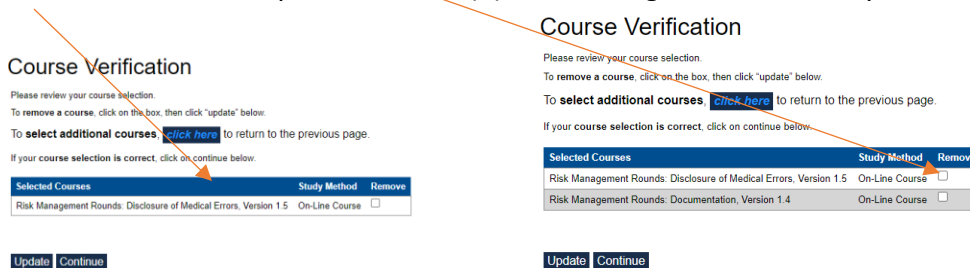 Course Verification
Please review your course selection.
To remove a course, click on the box, then click “update” below.
To select additional courses, click here to return to the previous page.
If your course selection is correct, click on continue below.
Selected Courses Study Method Remove
Risk Management Rounds: Disclosure of Medical Errors, Version 1.5 On-Line Course
Update Continue
Course Verification
Please review your course selection.
To remove a course, click on the box, then click “update” below.
To select additional courses, click here to return to the previous page.
If your course selection is correct, click on continue below.
Selected Courses Study Method Remov
Risk Management Rounds: Disclosure of Medical Errors, Version 1.5 On-Line Course
Risk Management Rounds: Documentation, Version 1.4 On-Line Course
Update Continue